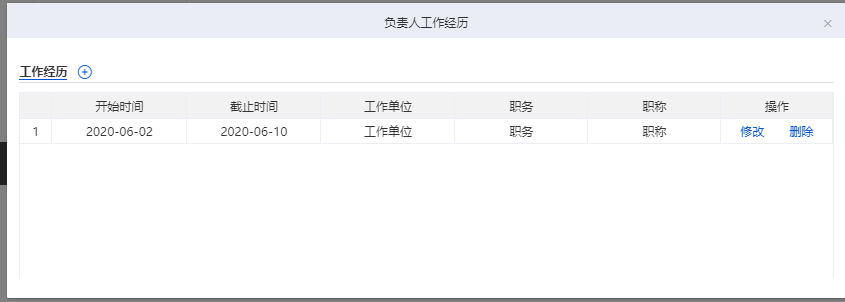 负责人工作经历
工作经历
开始时间 截止时间 工作单位 职务 职称 操作
1 2020-06-02 2020-06-10 工作单位 职务 职称 修改 删除